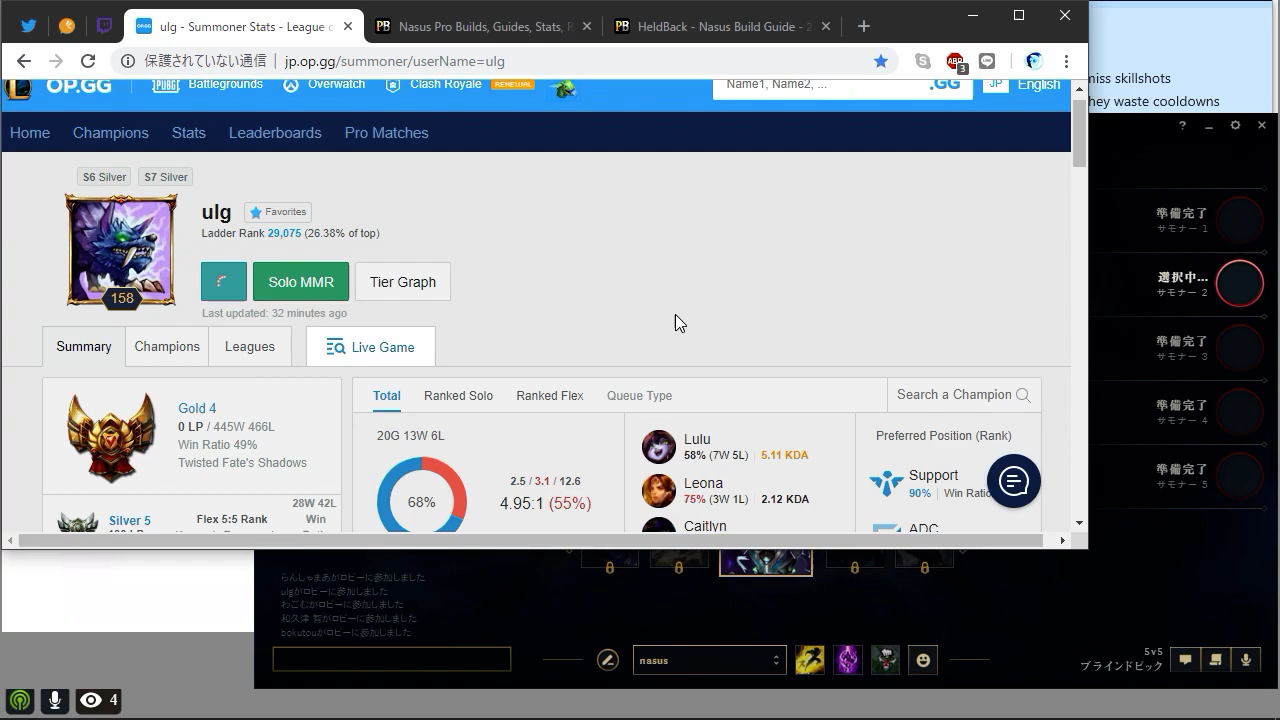 ulg - Summoner Stats - League o
Nasus Pro Builds, Guides, Stats, R
HeldBack - Nasus Build Guide - 2
保護されていない通信 | jp.op.gg/summoner/userName=ulg
ABP
3
OP.GG
PUBG
Battlegrounds
Overwatch
Clash Royale
RENEWAL
Name1, Name2, ...
.GG
JP
English
Home
Champions
Stats
Leaderboards
Pro Matches
S6 Silver
S7 Silver
ulg
Favorites
Ladder Rank 29,075 (26.38% of top)
158
Solo MMR
Tier Graph
Last updated: 32 minutes ago
Summary
Champions
Leagues
Live Game
Gold 4
0 LP / 445W 466L
Win Ratio 49%
Twisted Fate's Shadows
Silver 5
Flex 5:5 Rank
28W 42L
Win
Total
Ranked Solo
Ranked Flex
Queue Type
Search a Champion
20G 13W 6L
68%
2.5 / 3.1 / 12.6
4.95:1 (55%)
Lulu
58% (7W 5L)
5.11 KDA
Leona
75% (3W 1L)
2.12 KDA
Caitlyn
Preferred Position (Rank)
Support
90%
Win Ratio
ADC
miss skillshots
they waste cooldowns
?
準備完了
サモナー 1
選択中...
サモナー 2
準備完了
サモナー 3
準備完了
サモナー 4
準備完了
サモナー 5
らんしゃまあがロビーに参加しました
ulgがロビーに参加しました
わごむがロビーに参加しました
和久津 智がロビーに参加しました
bokutouがロビーに参加しました
nasus
5v5
ブラインドピック
4